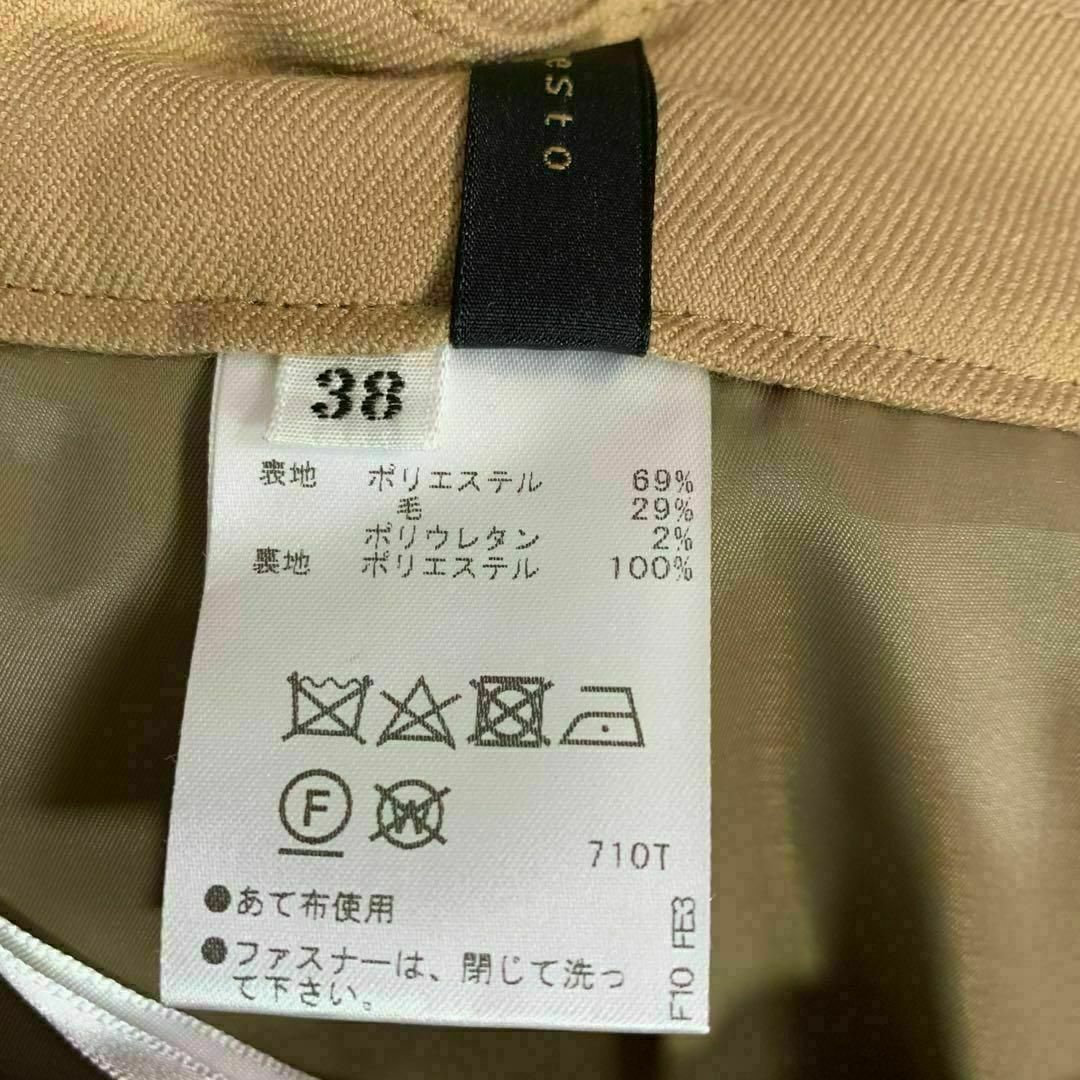 esto
38
表地 ポリエステル 69%
毛 29%
ポリウレタン 2%
裏地 ポリエステル 100%
F W
710T
●あて布使用
●ファスナーは、閉じて洗っ
て下さい。
F10 FE3